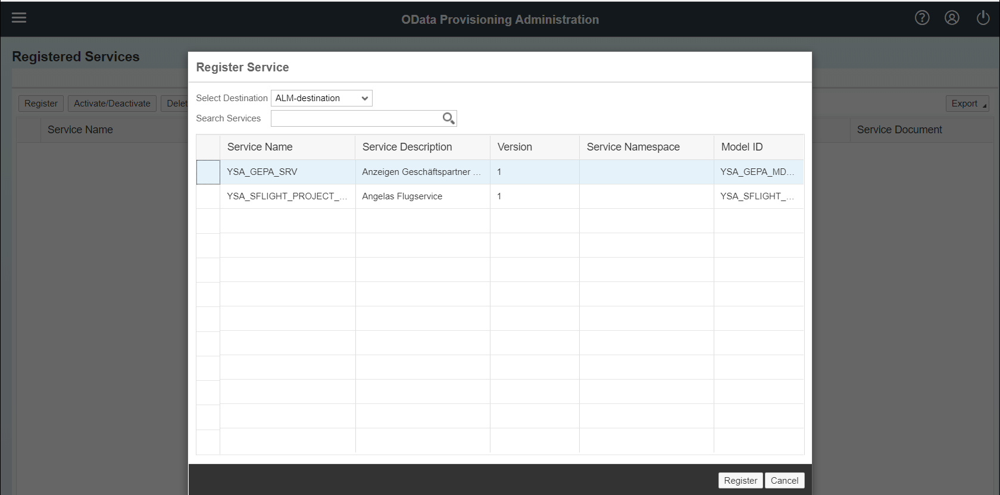 OData Provisioning Administration
Registered Services
Register Activate/Deactivate Delet
Export
Service Name
Service Document
Register Service
Select Destination ALM-destination
Search Services
Service Name Service Description Version Service Namespace Model ID
YSA_GEPA_SRV Anzeigen Geschäftspartner ... 1 YSA_GEPA_MD...
YSA_SFLIGHT_PROJECT_... Angelas Flugservice 1 YSA_SFLIGHT_...
Register Cancel